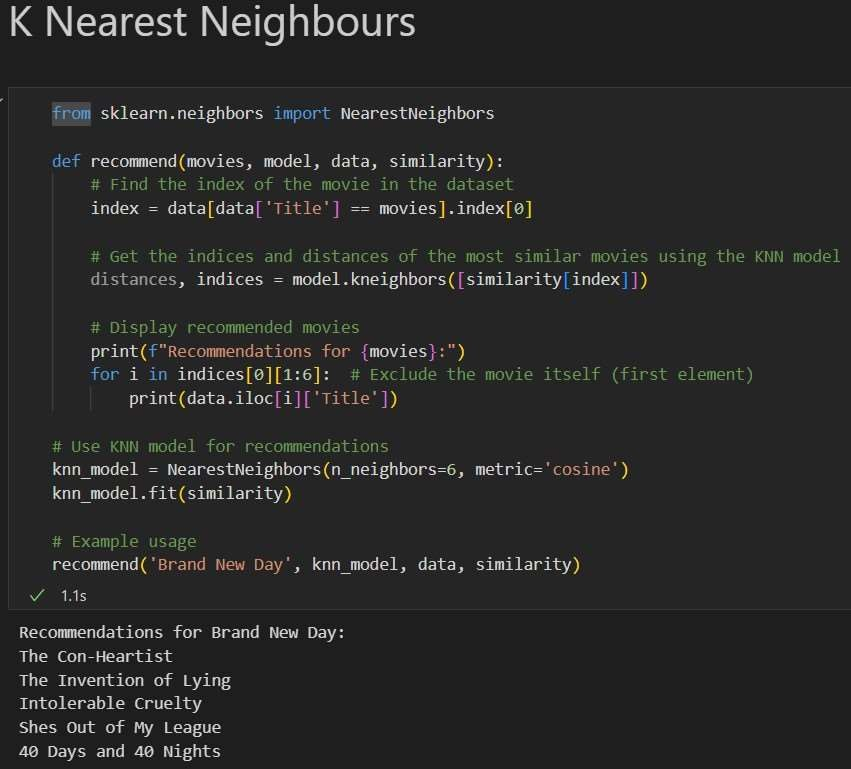 K Nearest Neighbours
from sklearn.neighbors import NearestNeighbors
def recommend(movies, model, data, similarity):
# Find the index of the movie in the dataset
index = data[data['Title'] == movies].index[0]
# Get the indices and distances of the most similar movies using the KNN model
distances, indices = model.kneighbors([similarity[index]])
# Display recommended movies
print(f"Recommendations for {movies}:")
for i in indices[0][1:6]:  # Exclude the movie itself (first element)
print(data.iloc[i]['Title'])
# Use KNN model for recommendations
knn_model = NearestNeighbors(n_neighbors=6, metric='cosine')
knn_model.fit(similarity)
# Example usage
recommend('Brand New Day', knn_model, data, similarity)
1.1s
Recommendations for Brand New Day:
The Con-Heartist
The Invention of Lying
Intolerable Cruelty
Shes Out of My League
40 Days and 40 Nights